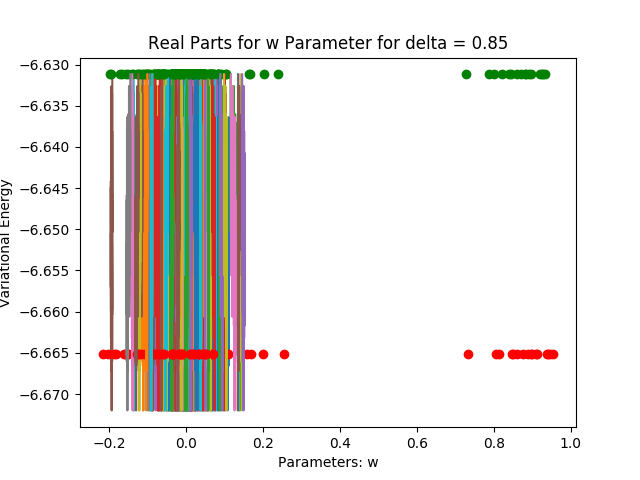 Real Parts for w Parameter for delta = 0.85
−6.630
−6.635
−6.640
−6.645
−6.650
−6.655
−6.660
−6.665
−6.670
Variational Energy
−0.2 0.0 0.2 0.4 0.6 0.8 1.0
Parameters: w